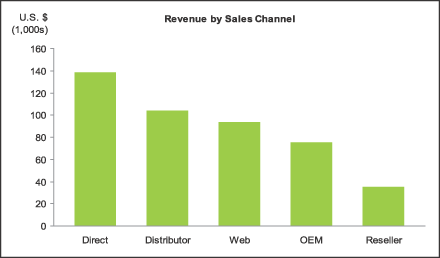 U.S. $
(1,000s)
Revenue by Sales Channel
160
140
120
100
80
60
40
20
0
Direct Distributor Web OEM Reseller